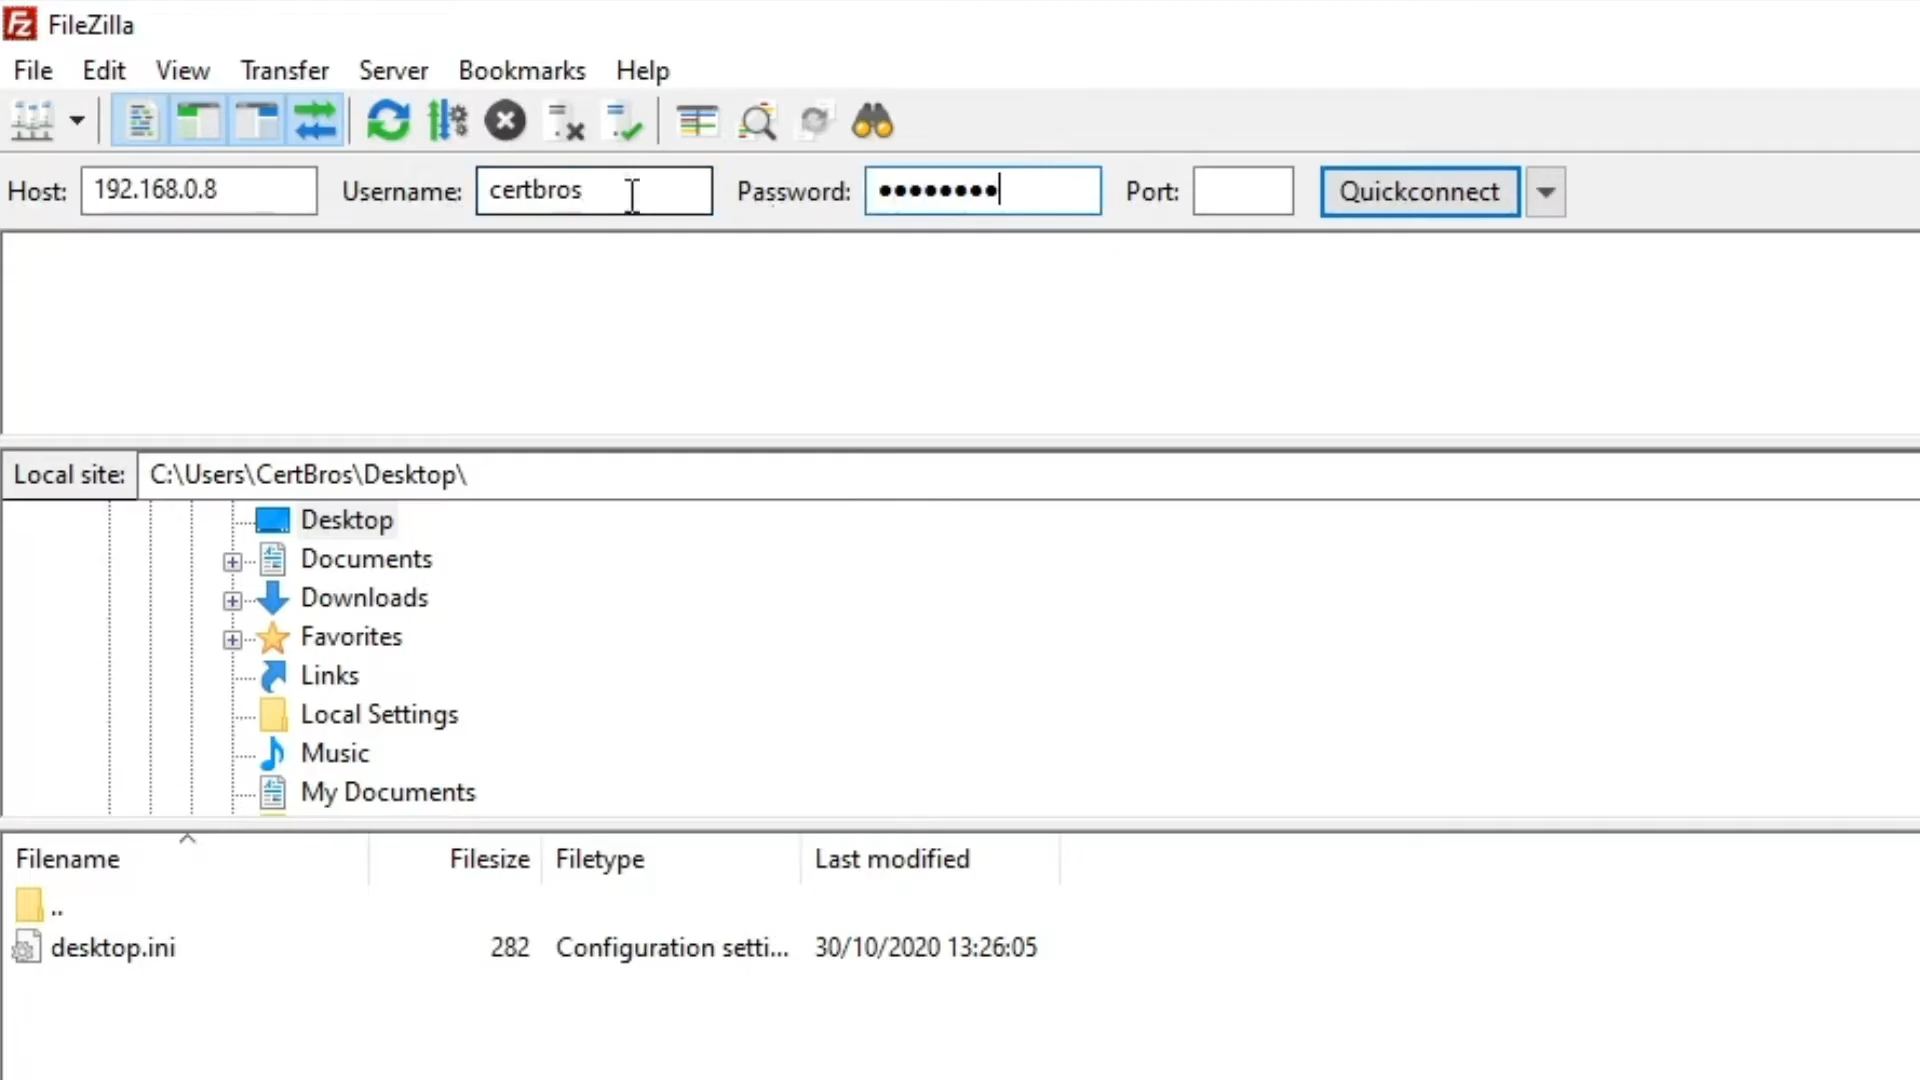 FileZilla
File Edit View Transfer Server Bookmarks Help
Host: 192.168.0.8 Username: certbros Password: ●●●●●●●● Port: Quickconnect
Local site: C:\Users\CertBros\Desktop\
Desktop
Documents
Downloads
Favorites
Links
Local Settings
Music
My Documents
Filename Filesize Filetype Last modified
..
desktop.ini 282 Configuration setti... 30/10/2020 13:26:05